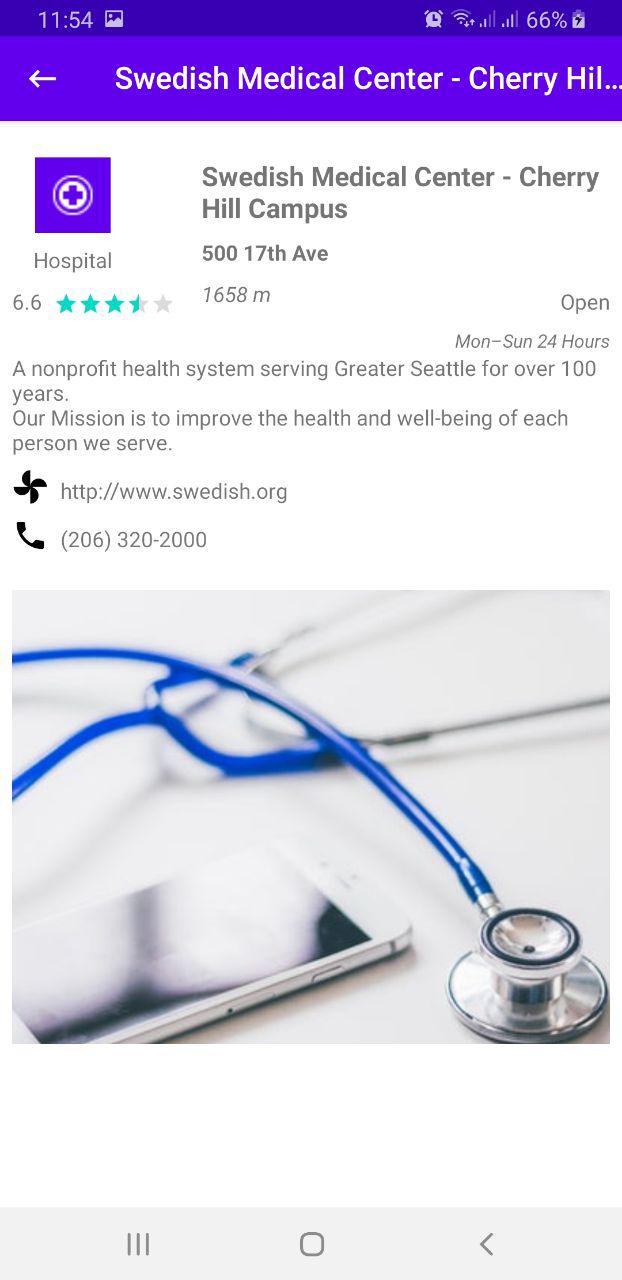 11:54
66%
Swedish Medical Center - Cherry Hil...
Swedish Medical Center - Cherry
Hill Campus
500 17th Ave
Hospital
6.6
1658 m
Open
Mon–Sun 24 Hours
A nonprofit health system serving Greater Seattle for over 100
years.
Our Mission is to improve the health and well-being of each
person we serve.
http://www.swedish.org
(206) 320-2000